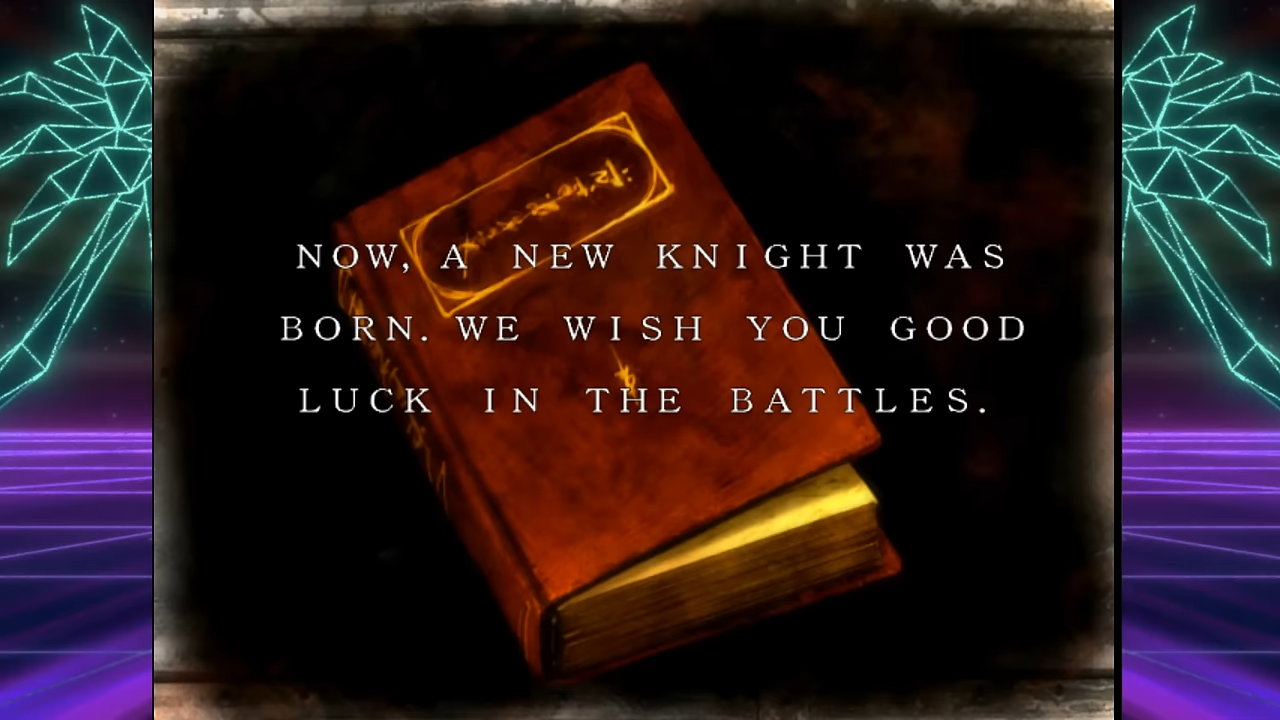 NOW, A NEW KNIGHT WAS
BORN. WE WISH YOU GOOD
LUCK IN THE BATTLES.